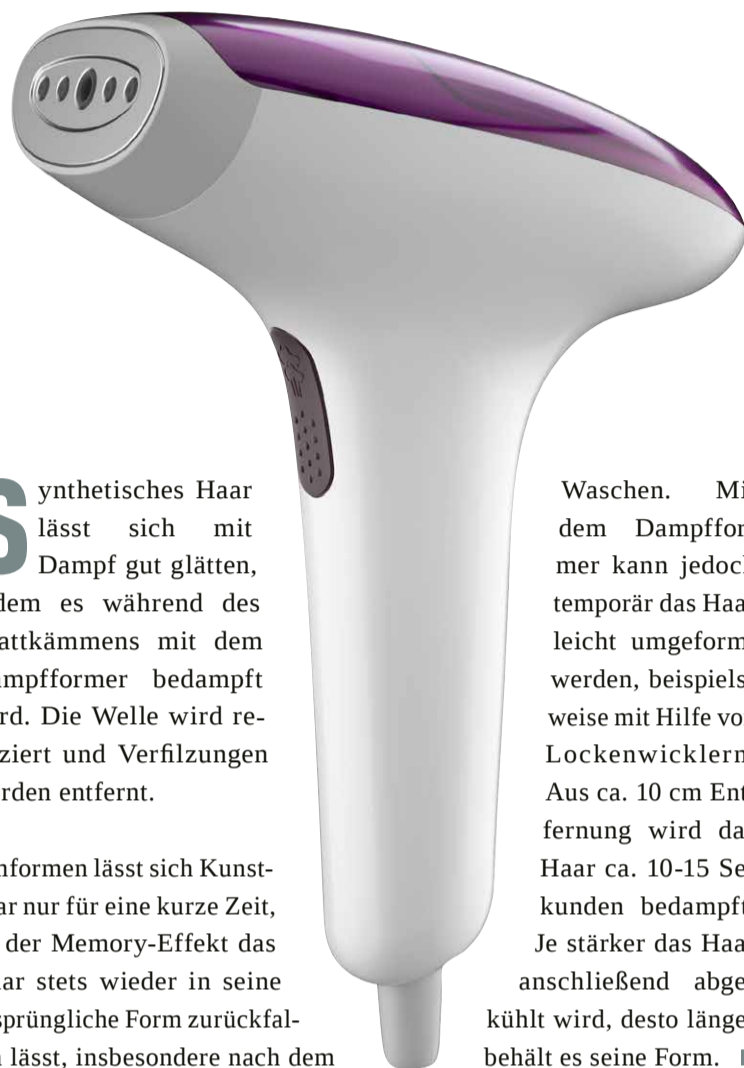 Synthetisches Haar
lässt sich mit
Dampf gut glätten,
dem es während des
attkämmens mit dem
mpfformer bedampft
rd. Die Welle wird re-
ziert und Verfilzungen
rden entfernt.
nformen lässt sich Kunst-
ar nur für eine kurze Zeit,
der Memory-Effekt das
aar stets wieder in seine
sprüngliche Form zurückfal-
n lässt, insbesondere nach dem
Waschen. Mi
dem Dampffor
mer kann jedoch
temporär das Haa
leicht umgeform
werden, beispiels
weise mit Hilfe vo
Lockenwicklern
Aus ca. 10 cm Ent
fernung wird da
Haar ca. 10-15 Se
kunden bedampft
Je stärker das Haa
anschließend abge
kühlt wird, desto länge
behält es seine Form.